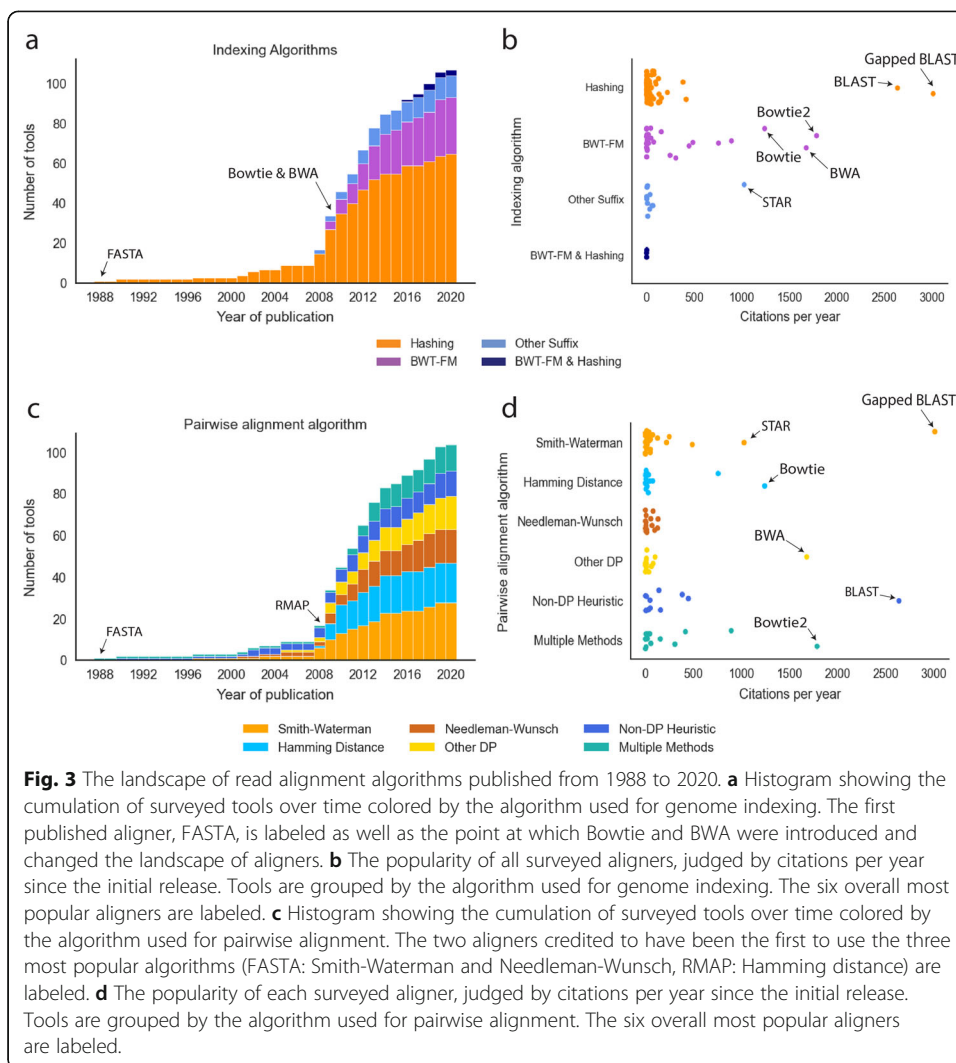 a
Indexing Algorithms
Number of tools
100
80
60
40
20
0
FASTA
Bowtie & BWA
1988 1992 1996 2000 2004 2008 2012 2016 2020
Year of publication
b
Indexing algorithm
Hashing
BWT-FM
Other Suffix
BWT-FM & Hashing
Gapped BLAST
BLAST
Bowtie2
Bowtie
BWA
STAR
0 500 1000 1500 2000 2500 3000
Citations per year
Hashing Other Suffix
BWT-FM BWT-FM & Hashing
c
Pairwise alignment algorithm
Number of tools
100
80
60
40
20
0
FASTA
RMAP
1988 1992 1996 2000 2004 2008 2012 2016 2020
Year of publication
d
Pairwise alignment algorithm
Smith-Waterman
Hamming Distance
Needleman-Wunsch
Other DP
Non-DP Heuristic
Multiple Methods
Gapped BLAST
STAR
Bowtie
BWA
BLAST
Bowtie2
0 500 1000 1500 2000 2500 3000
Citations per year
Smith-Waterman Needleman-Wunsch Non-DP Heuristic
Hamming Distance Other DP Multiple Methods
Fig. 3 The landscape of read alignment algorithms published from 1988 to 2020. a Histogram showing the
cumulation of surveyed tools over time colored by the algorithm used for genome indexing. The first
published aligner, FASTA, is labeled as well as the point at which Bowtie and BWA were introduced and
changed the landscape of aligners. b The popularity of all surveyed aligners, judged by citations per year
since the initial release. Tools are grouped by the algorithm used for genome indexing. The six overall most
popular aligners are labeled. c Histogram showing the cumulation of surveyed tools over time colored by
the algorithm used for pairwise alignment. The two aligners credited to have been the first to use the three
most popular algorithms (FASTA: Smith-Waterman and Needleman-Wunsch, RMAP: Hamming distance) are
labeled. d The popularity of each surveyed aligner, judged by citations per year since the initial release.
Tools are grouped by the algorithm used for pairwise alignment. The six overall most popular aligners
are labeled.